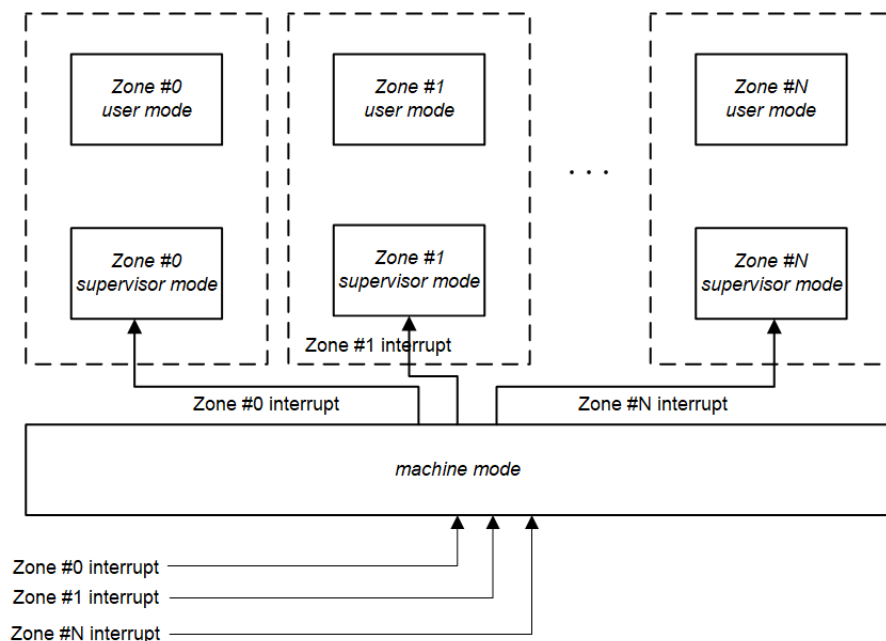 Zone #0
user mode
Zone #1
user mode
Zone #N
user mode
. . .
Zone #0
supervisor mode
Zone #1
supervisor mode
Zone #N
supervisor mode
Zone #1 interrupt
Zone #0 interrupt
Zone #N interrupt
machine mode
Zone #0 interrupt
Zone #1 interrupt
Zone #N interrupt